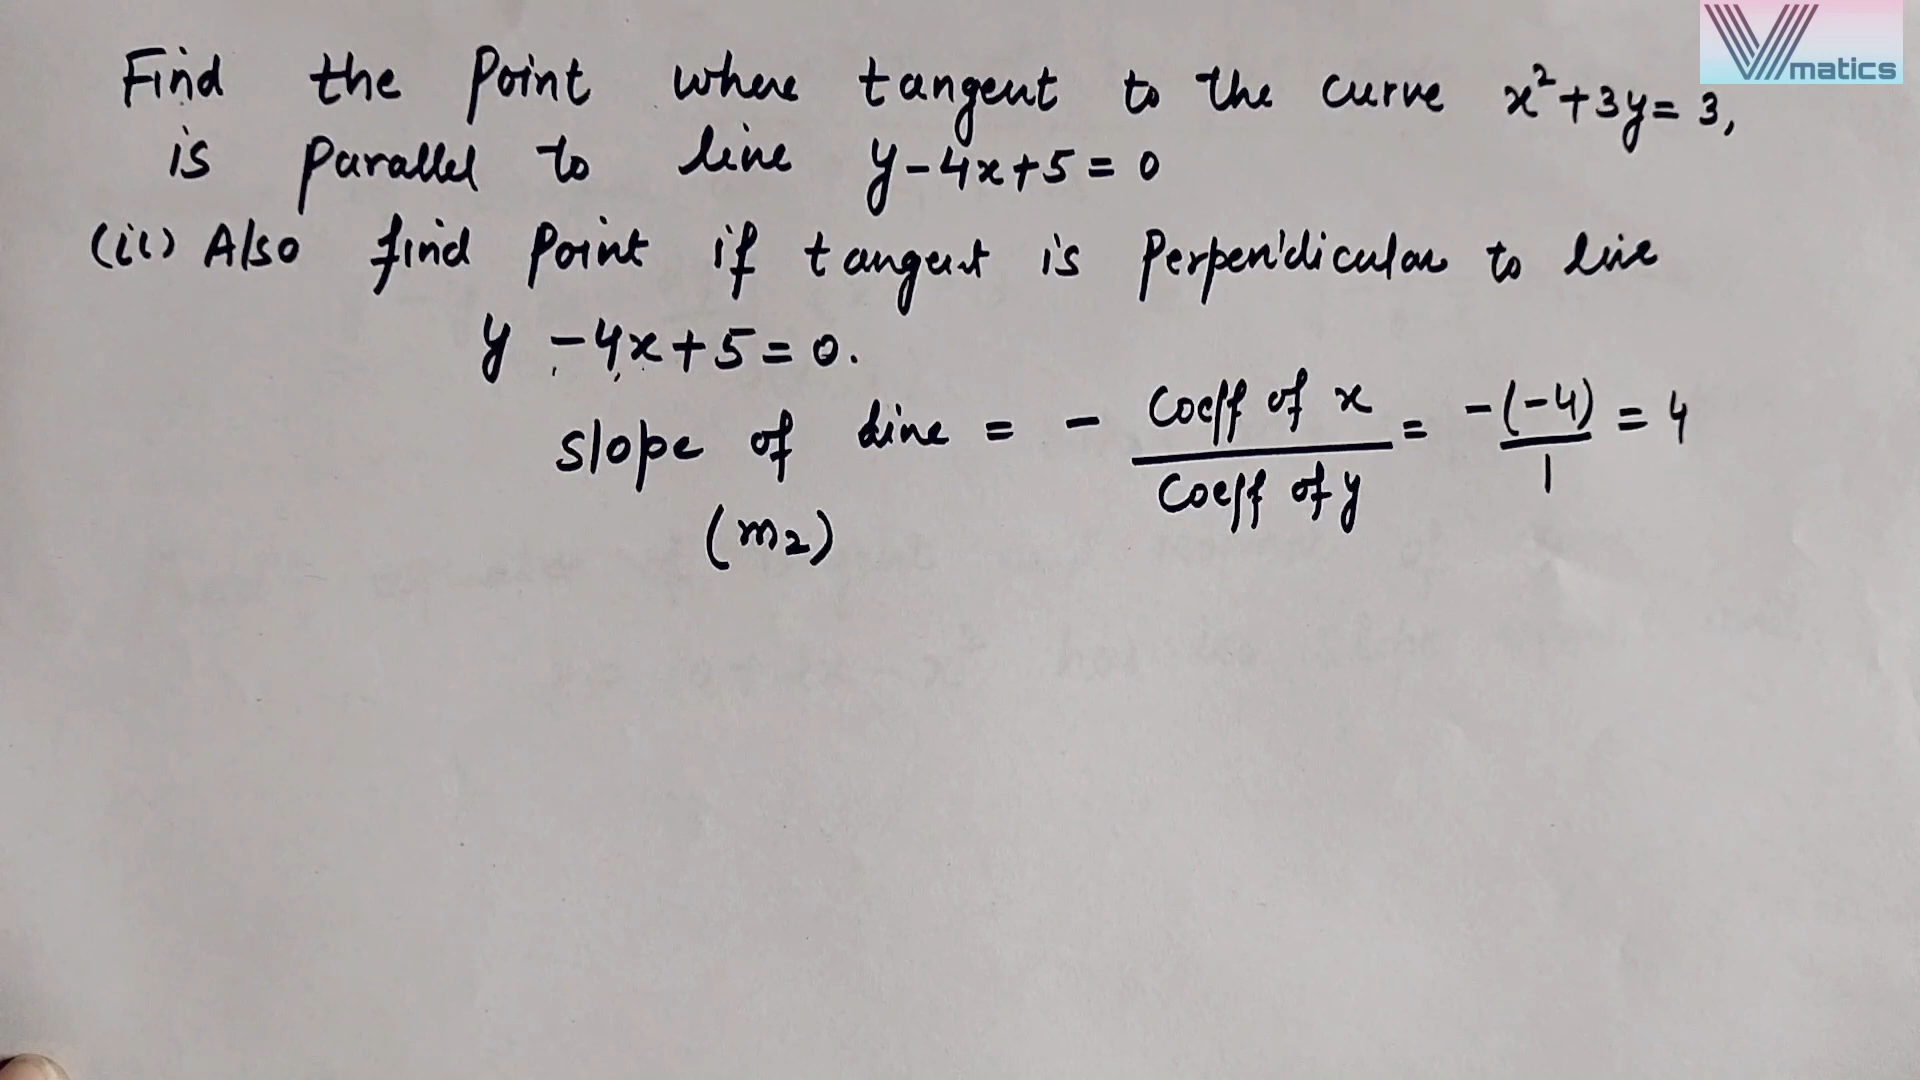 Vmatics
Find the Point where tangent to the curve x²+3y=3,
is parallel to line y-4x+5=0
(ii) Also find Point if tangent is Perpendicular to line
y -4x+5=0.
slope of line = - Coeff of x / Coeff of y = -(-4) / 1 = 4
(m₂)